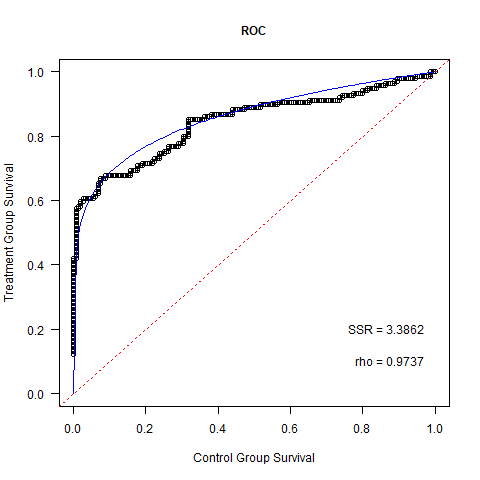 ROC
Treatment Group Survival
1.0
0.8
0.6
0.4
0.2
0.0
SSR = 3.3862
rho = 0.9737
0.0 0.2 0.4 0.6 0.8 1.0
Control Group Survival